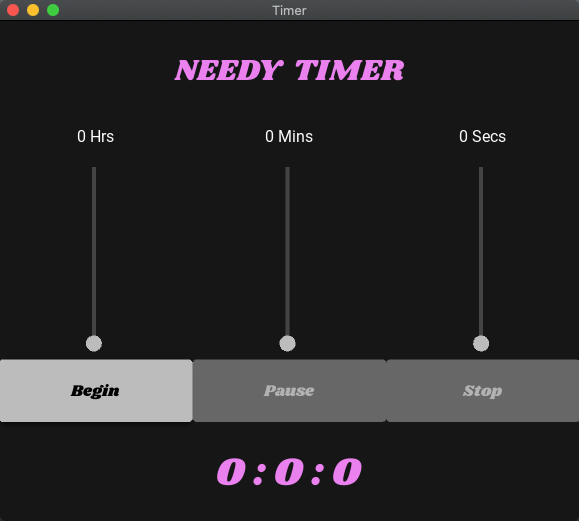 Timer
NEEDY TIMER
0 Hrs 0 Mins 0 Secs
Begin Pause Stop
0:0:0